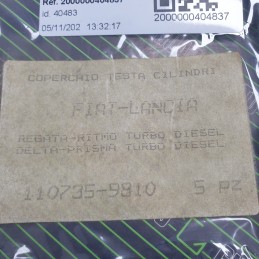 Ref. 2000000404837
id. 40483
05/11/202 13:32:17
2000000404837
COPERCHIO TESTA CILINDRI
FIAT-LANCIA
REGATA-RITMO TURBO DIESEL
DELTA-PRISMA TURBO DIESEL
110735-9810 5 PZ